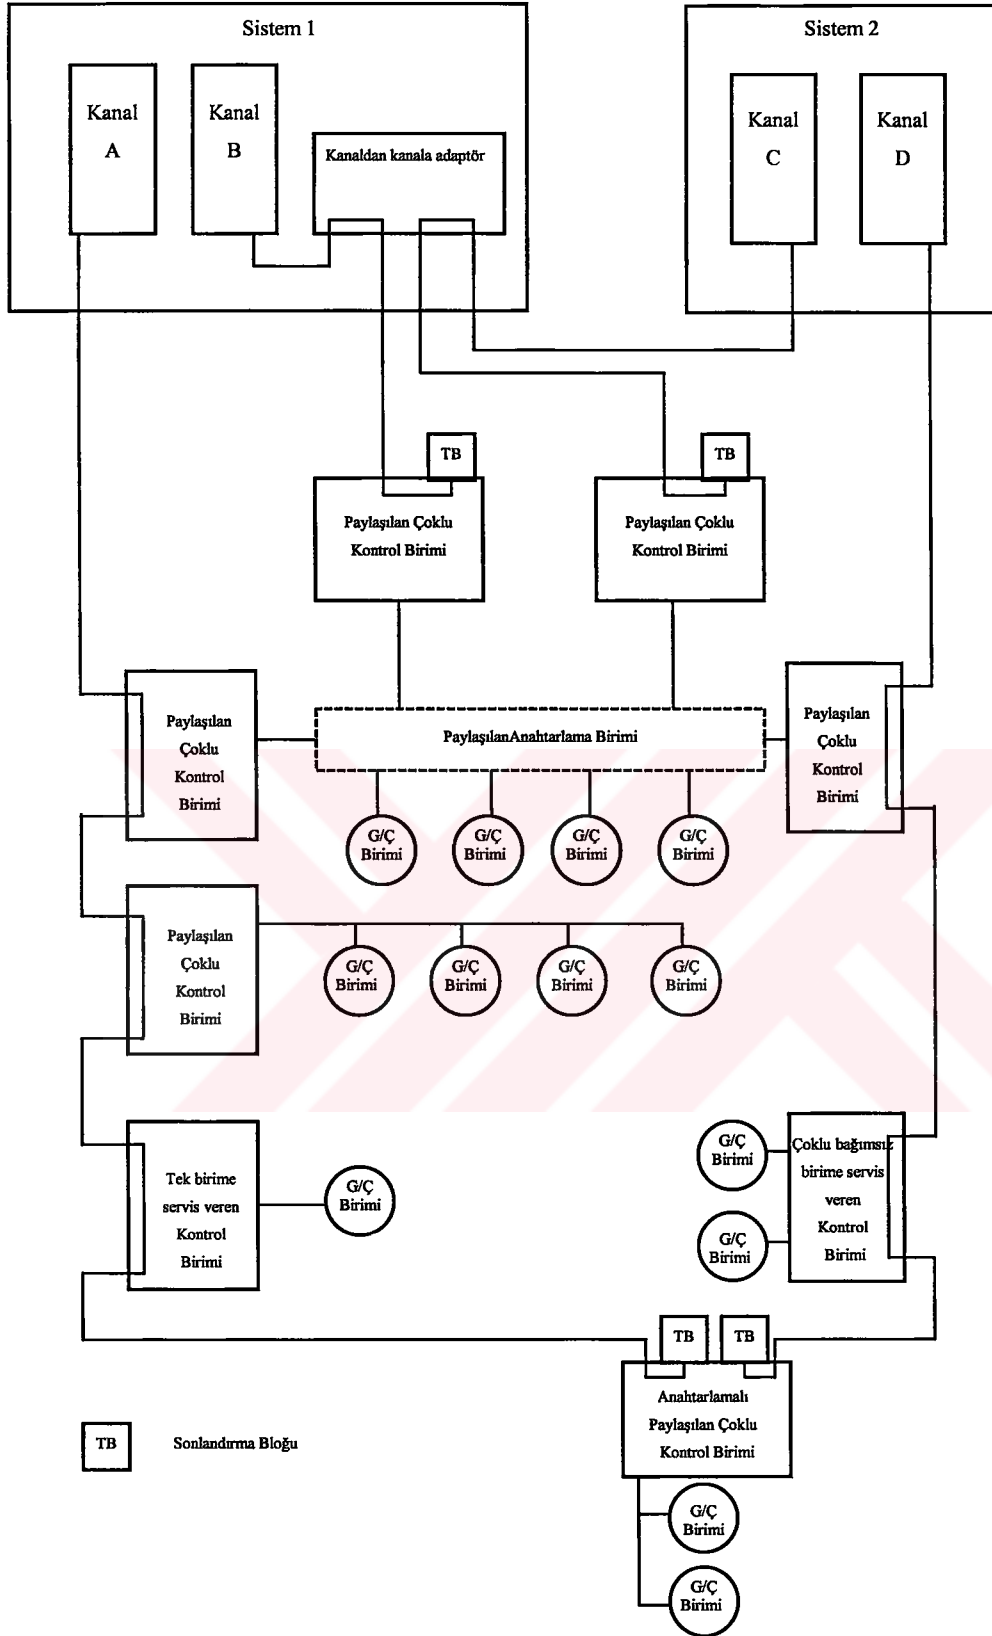 Sistem 1
Sistem 2
Kanal
A
Kanal
B
Kanaldan kanala adaptör
Kanal
C
Kanal
D
TB
TB
Paylaşılan Çoklu
Kontrol Birimi
Paylaşılan Çoklu
Kontrol Birimi
Paylaşılan
Çoklu
Kontrol
Birimi
PaylaşılanAnahtarlama Birimi
Paylaşılan
Çoklu
Kontrol
Birimi
G/Ç
Birimi
G/Ç
Birimi
G/Ç
Birimi
G/Ç
Birimi
Paylaşılan
Çoklu
Kontrol
Birimi
G/Ç
Birimi
G/Ç
Birimi
G/Ç
Birimi
G/Ç
Birimi
Tek birime
servis veren
Kontrol
Birimi
G/Ç
Birimi
G/Ç
Birimi
G/Ç
Birimi
Çoklu bağımsız
birime servis
veren
Kontrol
Birimi
TB
TB
Anahtarlamalı
Paylaşılan Çoklu
Kontrol Birimi
TB
Sonlandırma Bloğu
G/Ç
Birimi
G/Ç
Birimi